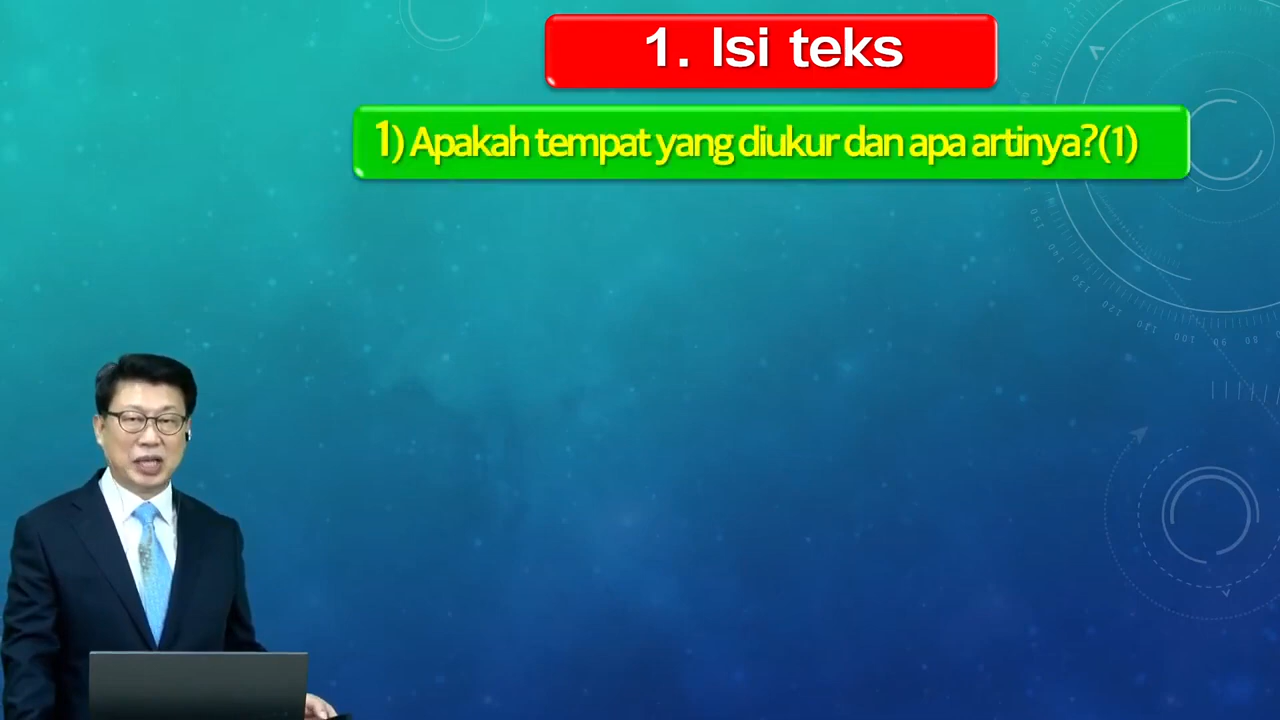 1. Isi teks
1) Apakah tempat yang diukur dan apa artinya?(1)